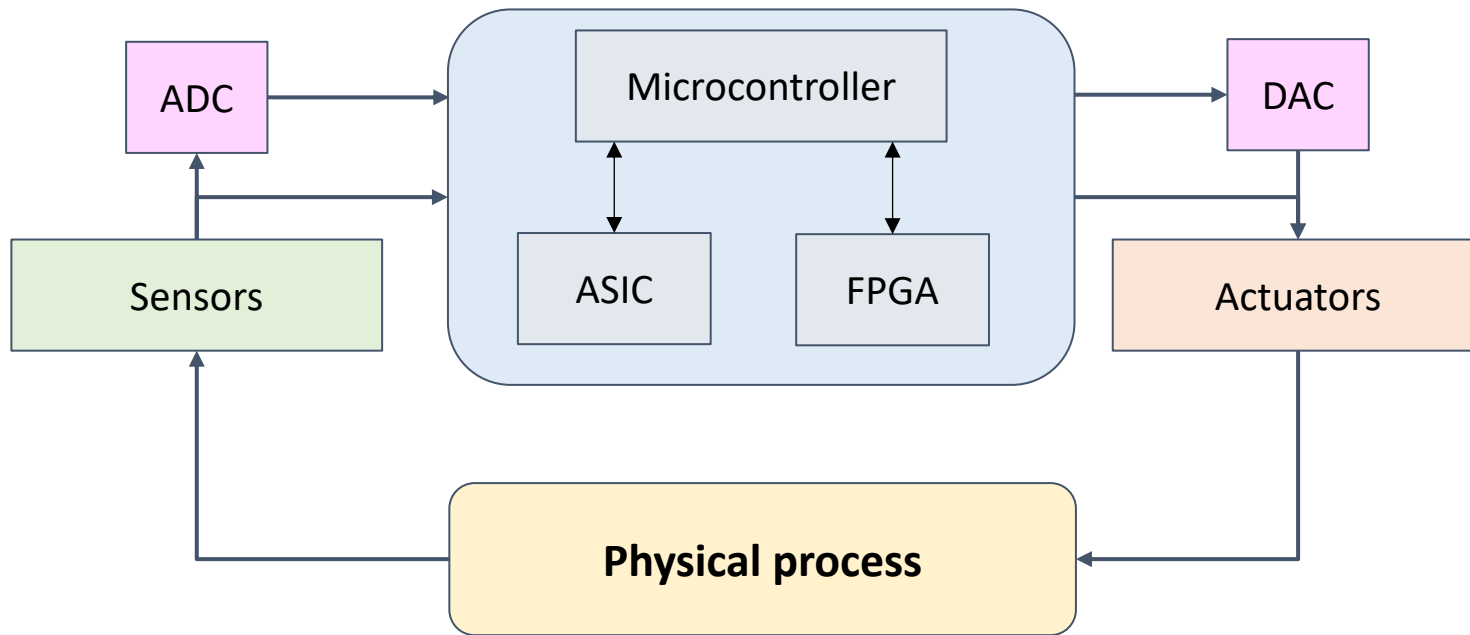 Microcontroller
ADC
DAC
Sensors
ASIC
FPGA
Actuators
Physical process